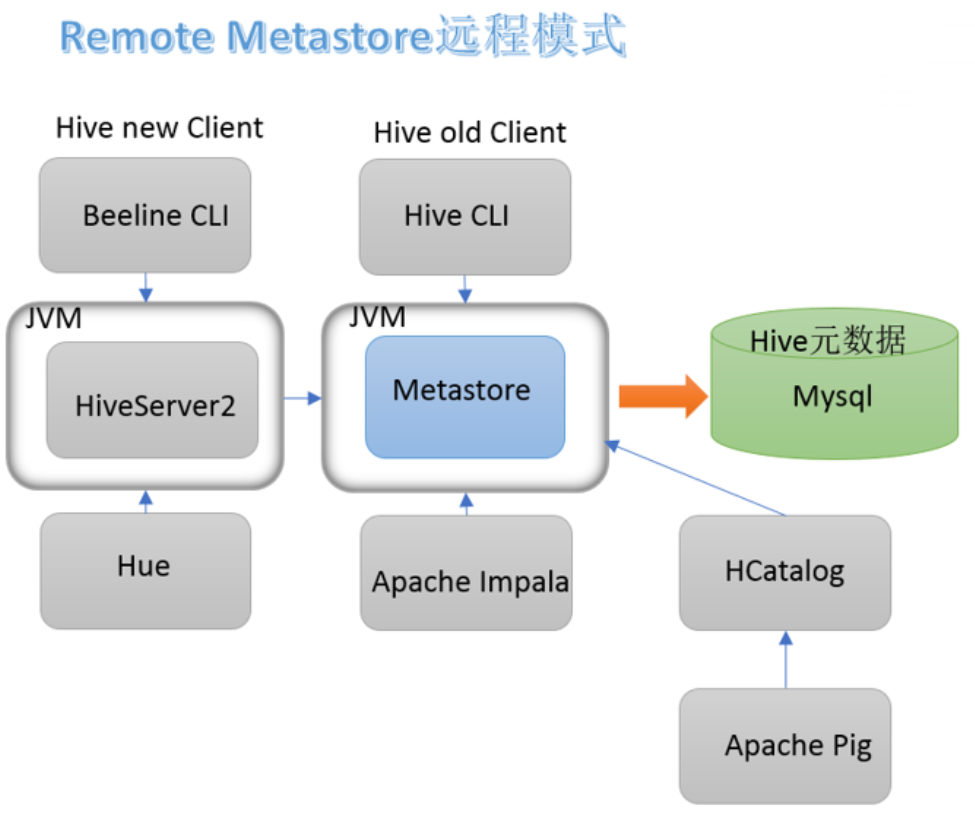 Remote Metastore远程模式
Hive new Client
Hive old Client
Beeline CLI
Hive CLI
JVM
JVM
HiveServer2
Metastore
Hive元数据
Mysql
Hue
Apache Impala
HCatalog
Apache Pig